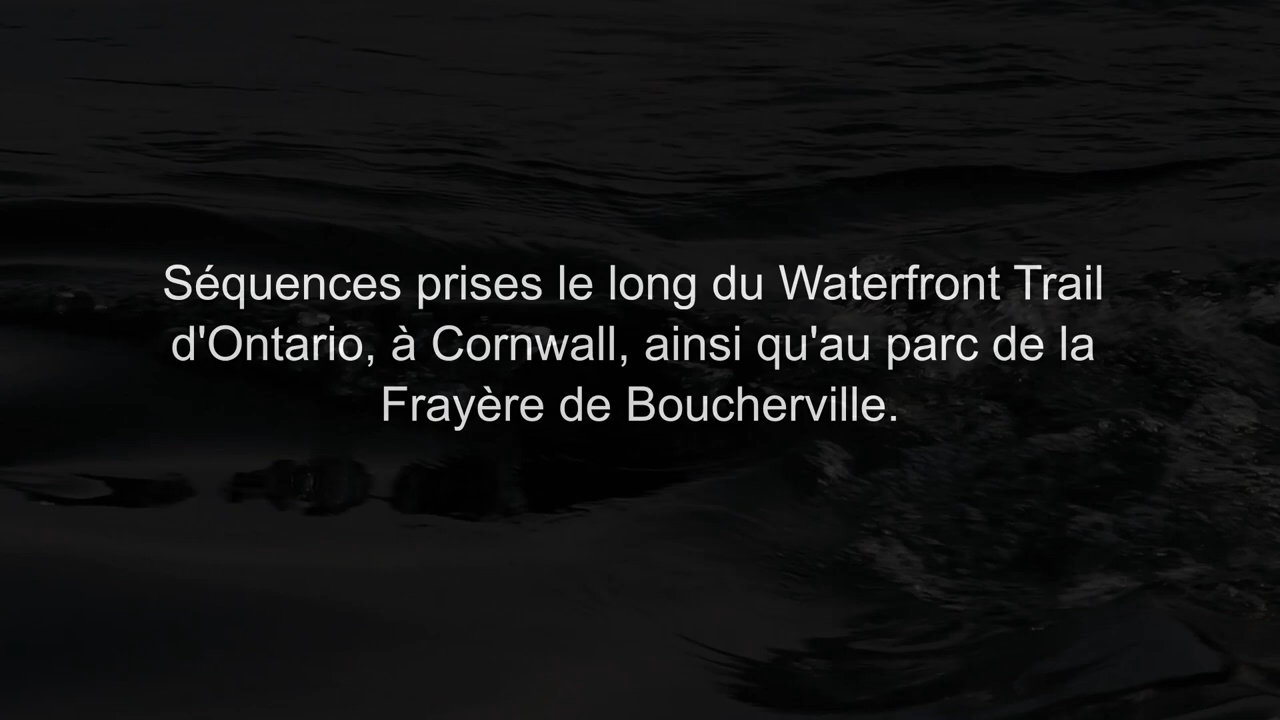 Séquences prises le long du Waterfront Trail
d'Ontario, à Cornwall, ainsi qu'au parc de la
Frayère de Boucherville.